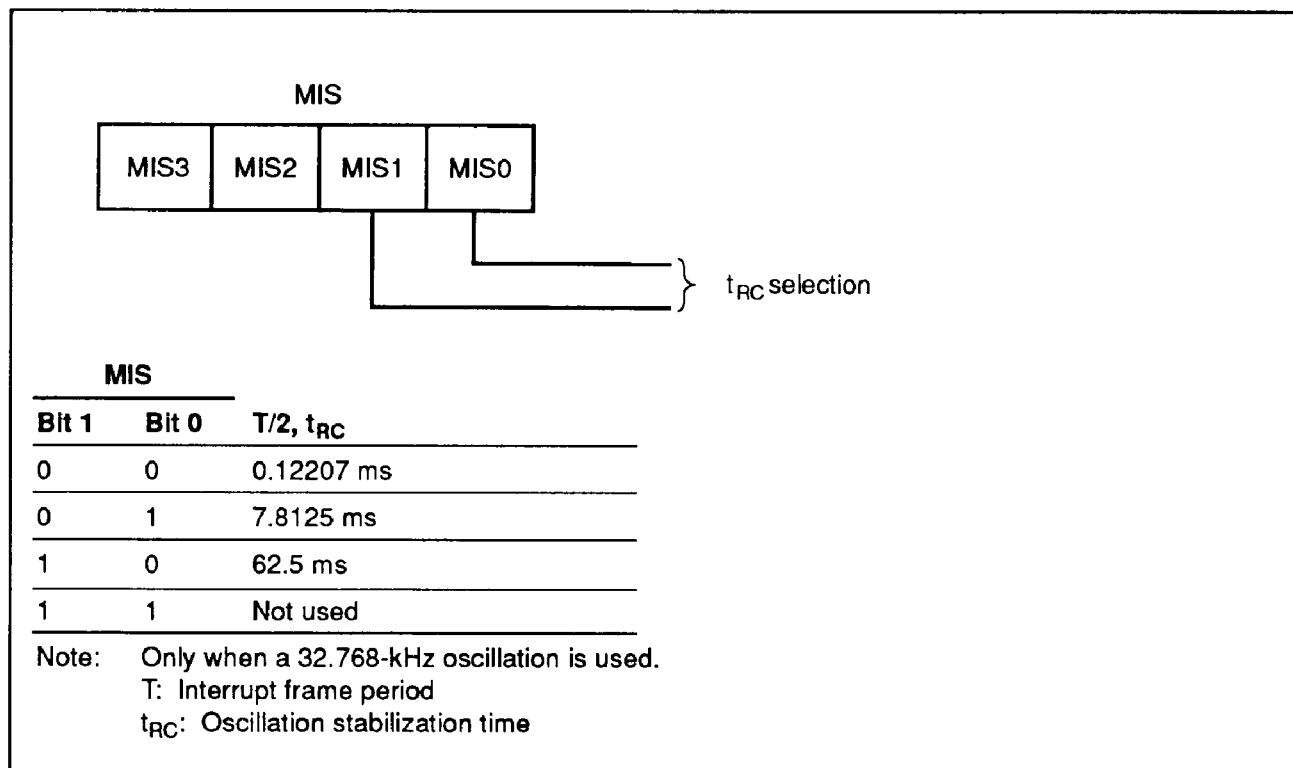 MIS
MIS3 MIS2 MIS1 MIS0
t_RC selection
MIS
Bit 1 Bit 0 T/2, t_RC
0 0 0.12207 ms
0 1 7.8125 ms
1 0 62.5 ms
1 1 Not used
Note: Only when a 32.768-kHz oscillation is used.
T: Interrupt frame period
t_RC: Oscillation stabilization time